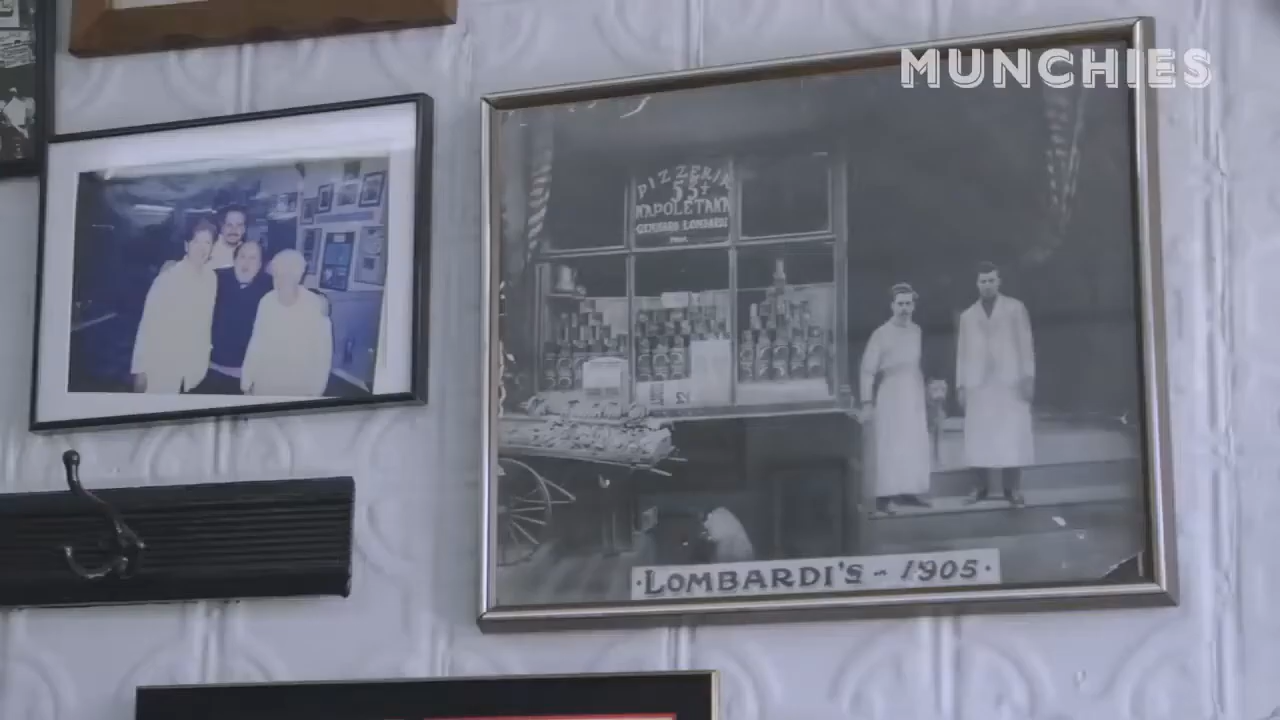 MUNCHIES
PIZZERIA
53½
NAPOLETANA
GENNARO LOMBARDI
LOMBARDI'S - 1905.